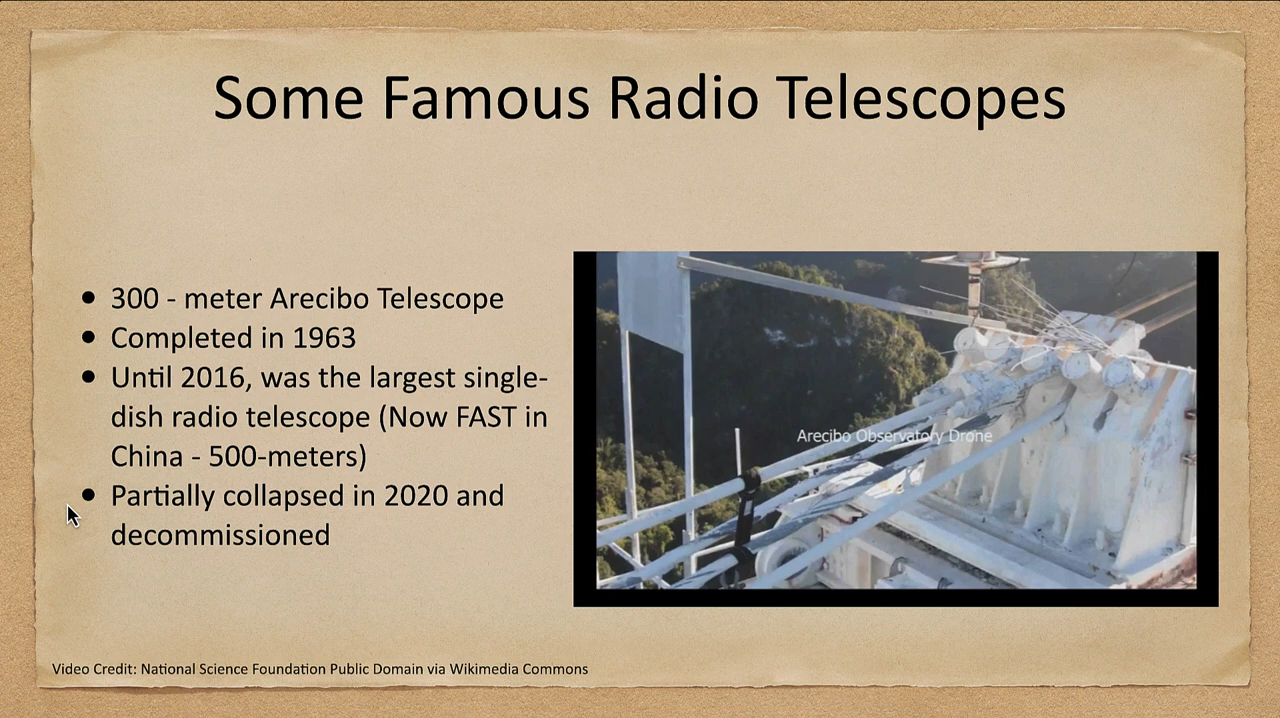 Some Famous Radio Telescopes
300 - meter Arecibo Telescope
Completed in 1963
Until 2016, was the largest single-
dish radio telescope (Now FAST in
China - 500-meters)
Partially collapsed in 2020 and
decommissioned
Arecibo Observatory Drone
Video Credit: National Science Foundation Public Domain via Wikimedia Commons